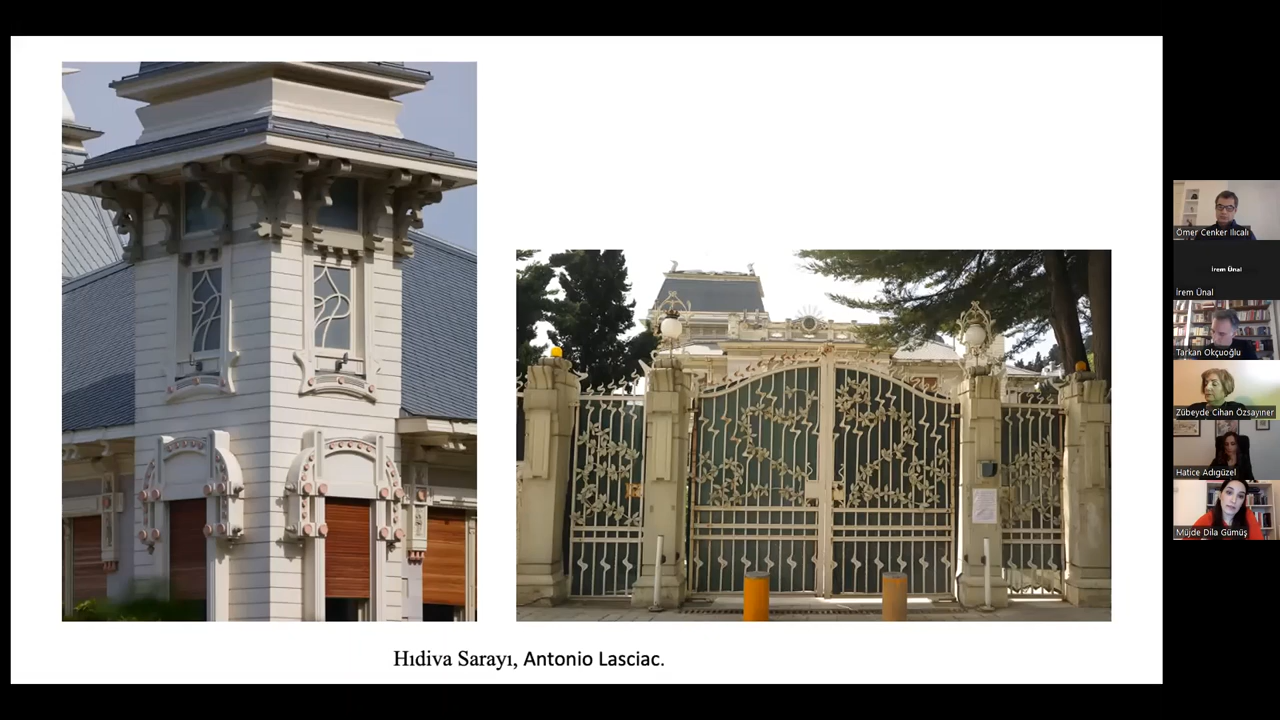 Hıdiva Sarayı, Antonio Lasciac.
Ömer Cenker Ilıcalı
İrem Ünal
İrem Ünal
Tarkan Okçuoğlu
Zübeyde Cihan Özsayıner
Hatice Adıgüzel
Müjde Dila Gümüş